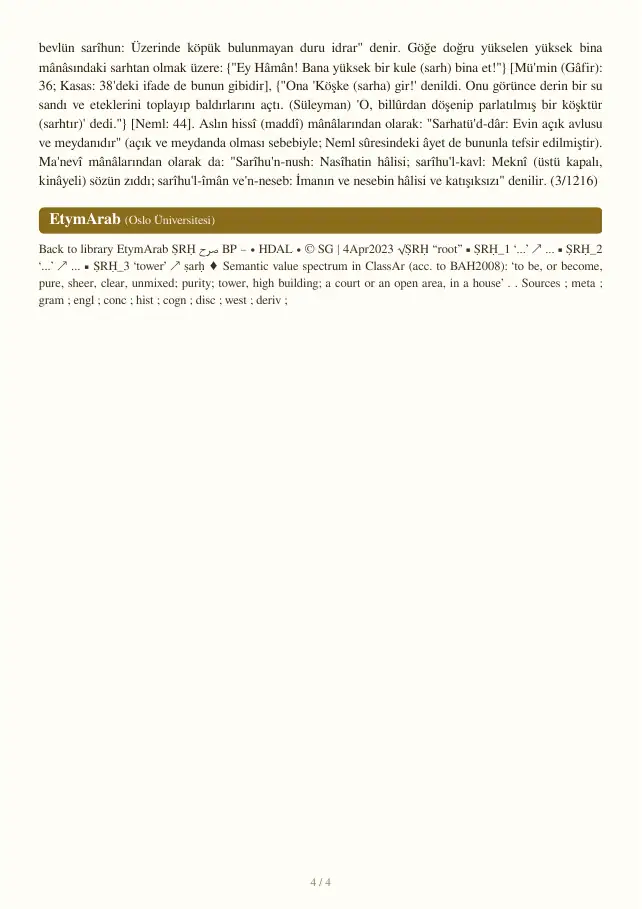 bevlün sarîhun: Üzerinde köpük bulunmayan duru idrar" denir. Göğe doğru yükselen yüksek bina
mânâsındaki sarhtan olmak üzere: {"Ey Hâmân! Bana yüksek bir kule (sarh) bina et!"} [Mü'min (Gâfir):
36; Kasas: 38'deki ifade de bunun gibidir], {"Ona 'Köşke (sarha) gir!' denildi. Onu görünce derin bir su
sandı ve eteklerini toplayıp baldırlarını açtı. (Süleyman) 'O, billûrdan döşenip parlatılmış bir köşktür
(sarhtır)' dedi."} [Neml: 44]. Aslın hissî (maddî) mânâlarından olarak: "Sarhatü'd-dâr: Evin açık avlusu
ve meydanıdır" (açık ve meydanda olması sebebiyle; Neml sûresindeki âyet de bununla tefsir edilmiştir).
Ma'nevî mânâlarından olarak da: "Sarîhu'n-nush: Nasîhatin hâlisi; sarîhu'l-kavl: Meknî (üstü kapalı,
kinâyeli) sözün zıddı; sarîhu'l-îmân ve'n-neseb: İmanın ve nesebin hâlisi ve katışıksızı" denilir. (3/1216)
EtymArab (Oslo Üniversitesi)
Back to library EtymArab ṢRḤ صرح BP – • HDAL • © SG | 4Apr2023 √ṢRḤ “root” ▪ ṢRḤ_1 ‘...’ ↗ ... ▪ ṢRḤ_2
‘...’ ↗ ... ▪ ṢRḤ_3 ‘tower’ ↗ ṣarḥ ♦ Semantic value spectrum in ClassAr (acc. to BAH2008): ‘to be, or become,
pure, sheer, clear, unmixed; purity; tower, high building; a court or an open area, in a house’ . . Sources ; meta ;
gram ; engl ; conc ; hist ; cogn ; disc ; west ; deriv ;
4 / 4